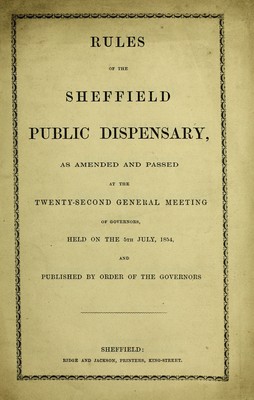 RULES
OF THE
SHEFFIELD
PUBLIC DISPENSARY,
AS AMENDED AND PASSED
AT THE
TWENTY-SECOND GENERAL MEETING
OF GOVERNORS,
HELD ON THE 5TH JULY, 1854,
AND
PUBLISHED BY ORDER OF THE GOVERNORS
SHEFFIELD:
RIDGE AND JACKSON, PRINTERS, KING-STREET.